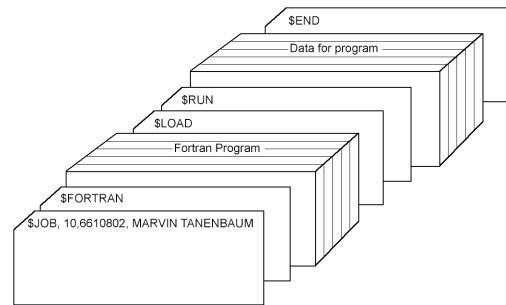 $END
Data for program
$RUN
$LOAD
Fortran Program
$FORTRAN
$JOB, 10,6610802, MARVIN TANENBAUM